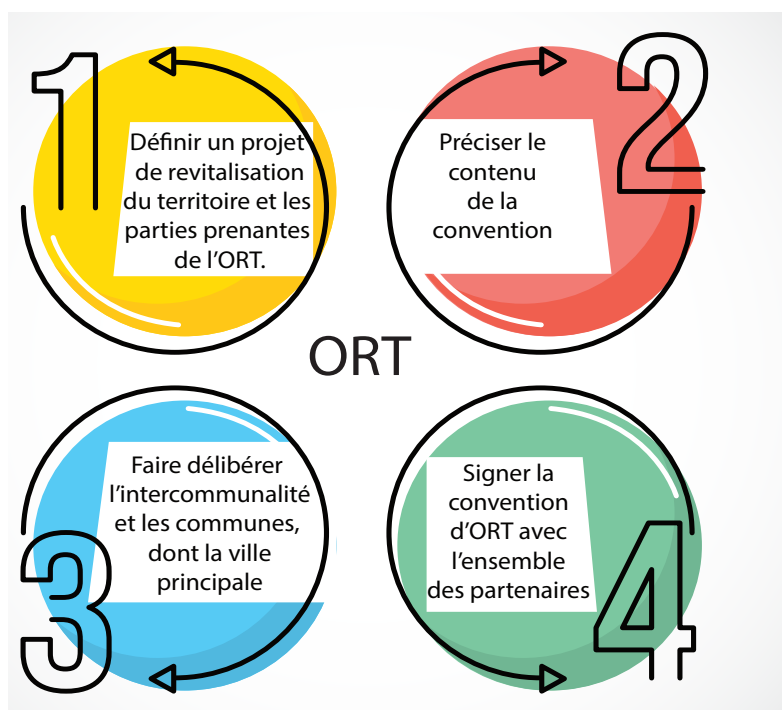 1
Définir un projet
de revitalisation
du territoire et les
parties prenantes
de l'ORT.
2
Préciser le
contenu
de la
convention
ORT
3
Faire délibérer
l'intercommunalité
et les communes,
dont la ville
principale
4
Signer la
convention
d'ORT avec
l'ensemble
des partenaires